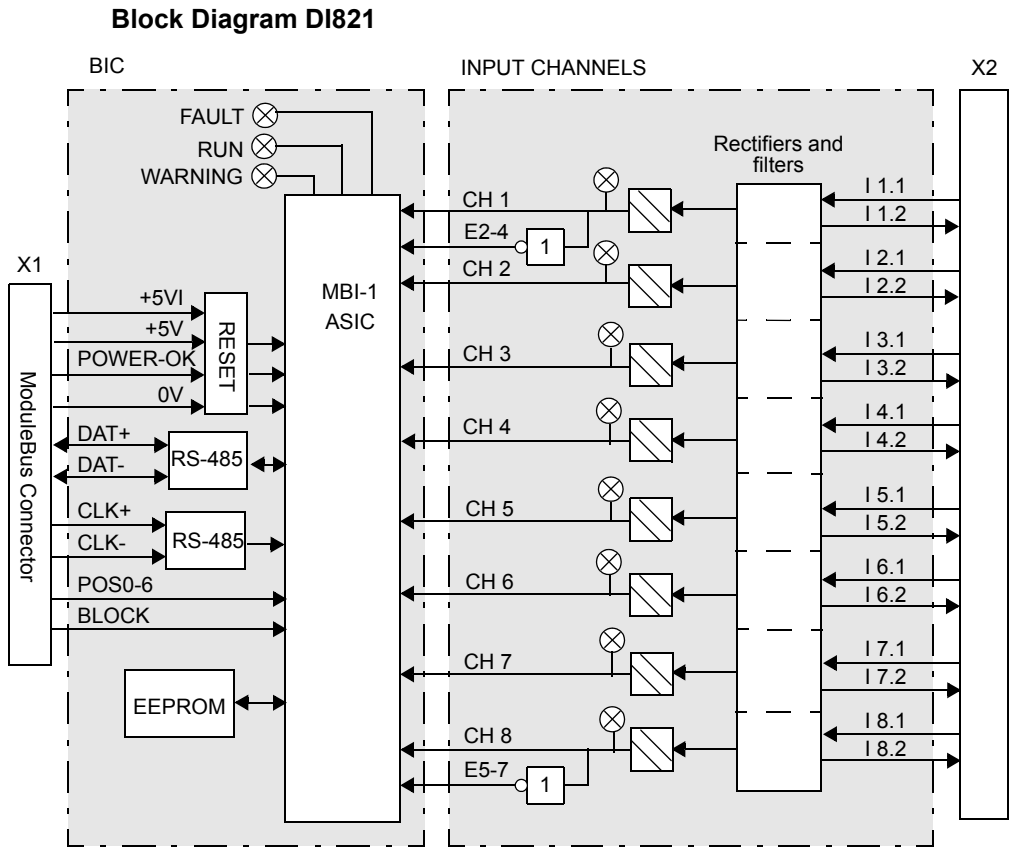 Block Diagram DI821
BIC
INPUT CHANNELS
X2
FAULT
RUN
WARNING
Rectifiers and
filters
X1
ModuleBus Connector
+5VI
+5V
POWER-OK
0V
RESET
DAT+
DAT-
RS-485
CLK+
CLK-
RS-485
POS0-6
BLOCK
EEPROM
MBI-1
ASIC
CH 1
E2-4
1
CH 2
CH 3
CH 4
CH 5
CH 6
CH 7
CH 8
E5-7
1
I 1.1
I 1.2
I 2.1
I 2.2
I 3.1
I 3.2
I 4.1
I 4.2
I 5.1
I 5.2
I 6.1
I 6.2
I 7.1
I 7.2
I 8.1
I 8.2